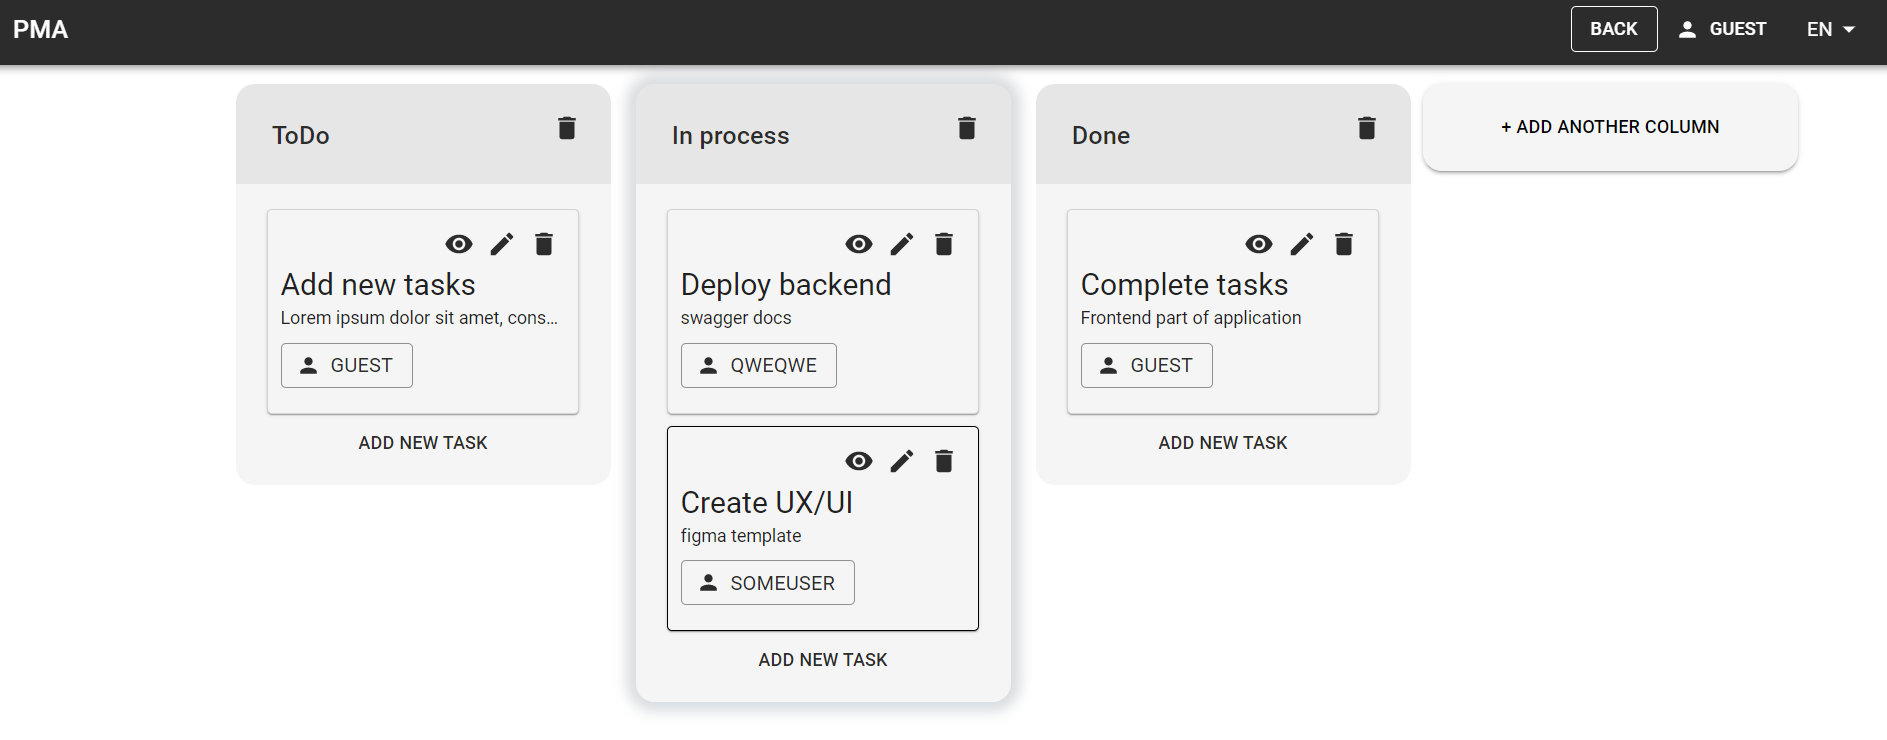 PMA
BACK
GUEST
EN
ToDo
Add new tasks
Lorem ipsum dolor sit amet, cons...
GUEST
ADD NEW TASK
In process
Deploy backend
swagger docs
QWEQWE
Create UX/UI
figma template
SOMEUSER
ADD NEW TASK
Done
Complete tasks
Frontend part of application
GUEST
ADD NEW TASK
+ ADD ANOTHER COLUMN